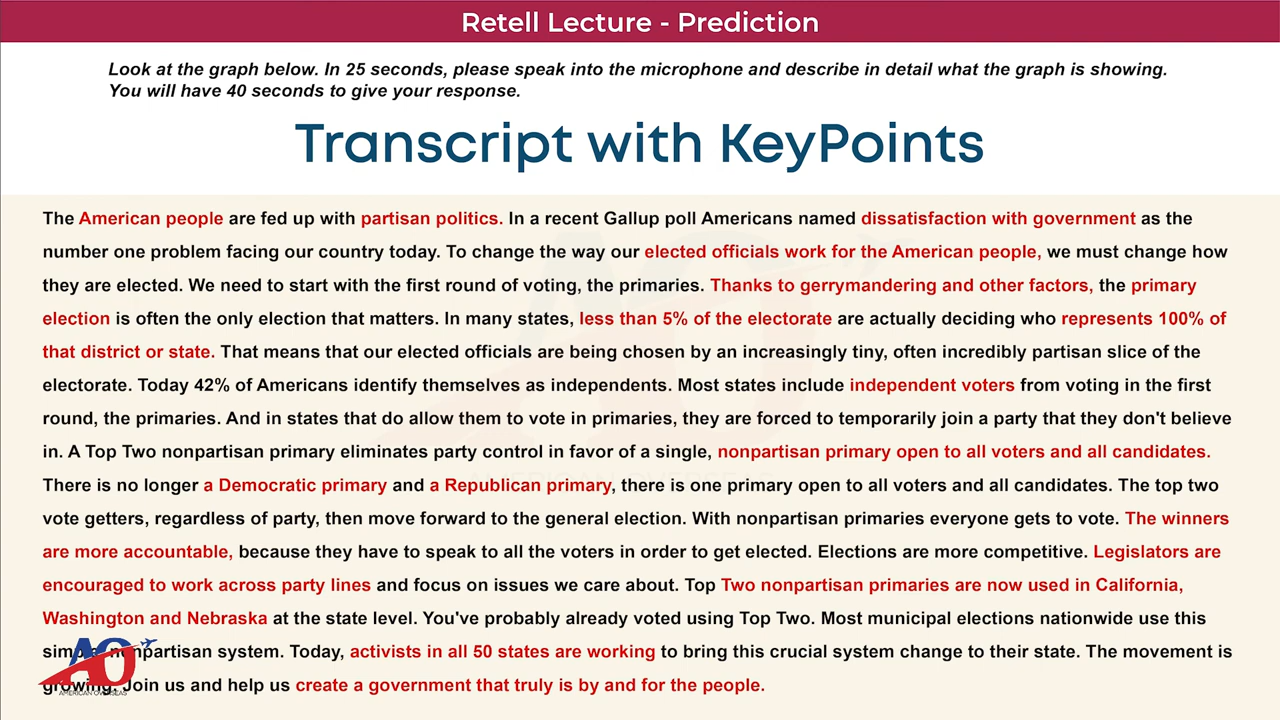 Retell Lecture - Prediction
Look at the graph below. In 25 seconds, please speak into the microphone and describe in detail what the graph is showing.
You will have 40 seconds to give your response.
Transcript with KeyPoints
The American people are fed up with partisan politics. In a recent Gallup poll Americans named dissatisfaction with government as the
number one problem facing our country today. To change the way our elected officials work for the American people, we must change how
they are elected. We need to start with the first round of voting, the primaries. Thanks to gerrymandering and other factors, the primary
election is often the only election that matters. In many states, less than 5% of the electorate are actually deciding who represents 100% of
that district or state. That means that our elected officials are being chosen by an increasingly tiny, often incredibly partisan slice of the
electorate. Today 42% of Americans identify themselves as independents. Most states include independent voters from voting in the first
round, the primaries. And in states that do allow them to vote in primaries, they are forced to temporarily join a party that they don't believe
in. A Top Two nonpartisan primary eliminates party control in favor of a single, nonpartisan primary open to all voters and all candidates.
There is no longer a Democratic primary and a Republican primary, there is one primary open to all voters and all candidates. The top two
vote getters, regardless of party, then move forward to the general election. With nonpartisan primaries everyone gets to vote. The winners
are more accountable, because they have to speak to all the voters in order to get elected. Elections are more competitive. Legislators are
encouraged to work across party lines and focus on issues we care about. Top Two nonpartisan primaries are now used in California,
Washington and Nebraska at the state level. You've probably already voted using Top Two. Most municipal elections nationwide use this
simple nonpartisan system. Today, activists in all 50 states are working to bring this crucial system change to their state. The movement is
growing. Join us and help us create a government that truly is by and for the people.
AO
AMERICAN OVERSEAS